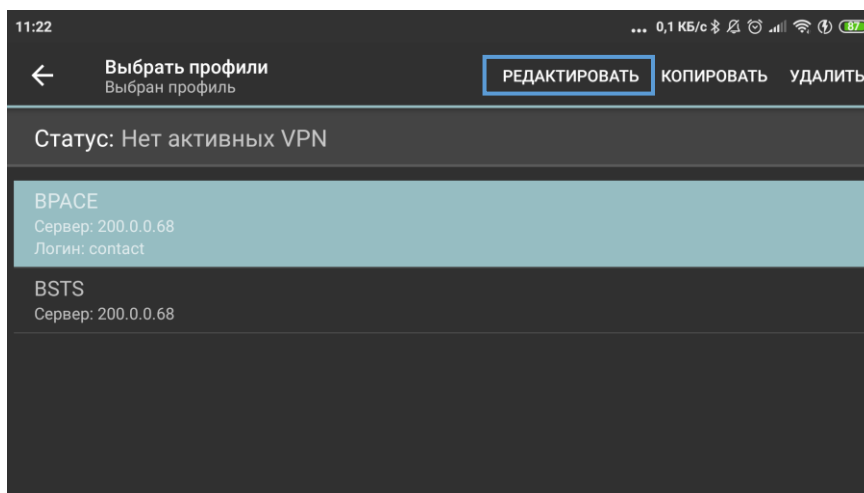 11:22 ... 0,1 КБ/с 87
Выбрать профили
Выбран профиль
РЕДАКТИРОВАТЬ КОПИРОВАТЬ УДАЛИТЬ
Статус: Нет активных VPN
BPACE
Сервер: 200.0.0.68
Логин: contact
BSTS
Сервер: 200.0.0.68